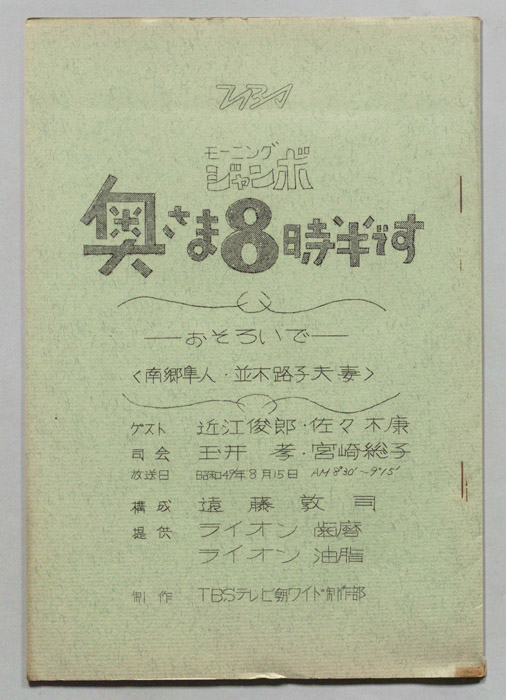 TBS
モーニング
ジャンボ
奥さま8時半です
―おそろいで―
〈南郷隼人・並木路子夫妻〉
ゲスト 近江俊郎・佐々木康
司会 玉井 孝・宮崎総子
放送日 昭和49年8月15日 AM8°30'〜9°15'
構成 遠藤敦司
提供 ライオン歯磨
ライオン油脂
制作 TBSテレビ朝ワイド制作部